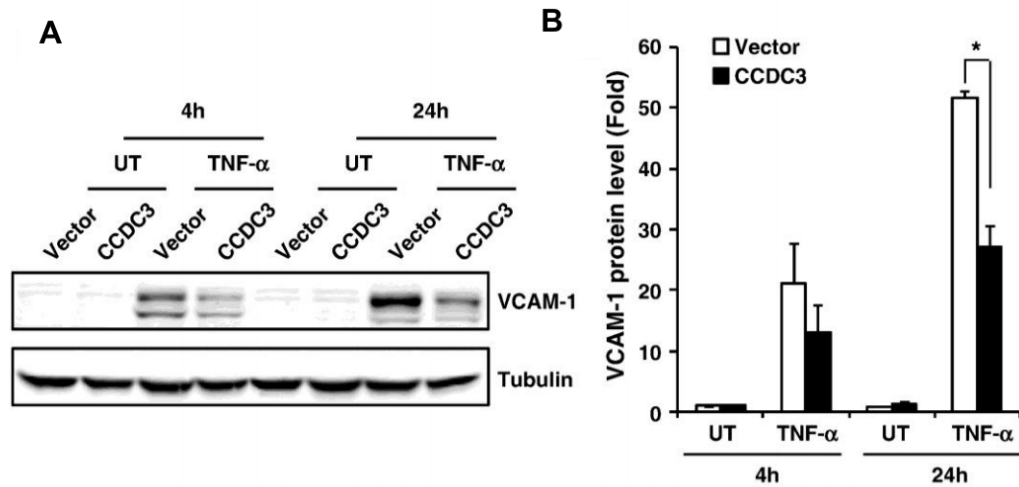 A
4h
24h
UT
TNF-α
UT
TNF-α
Vector
CCDC3
Vector
CCDC3
Vector
CCDC3
Vector
CCDC3
VCAM-1
Tubulin
B
VCAM-1 protein level (Fold)
60
50
40
30
20
10
0
Vector
CCDC3
*
UT
TNF-α
UT
TNF-α
4h
24h